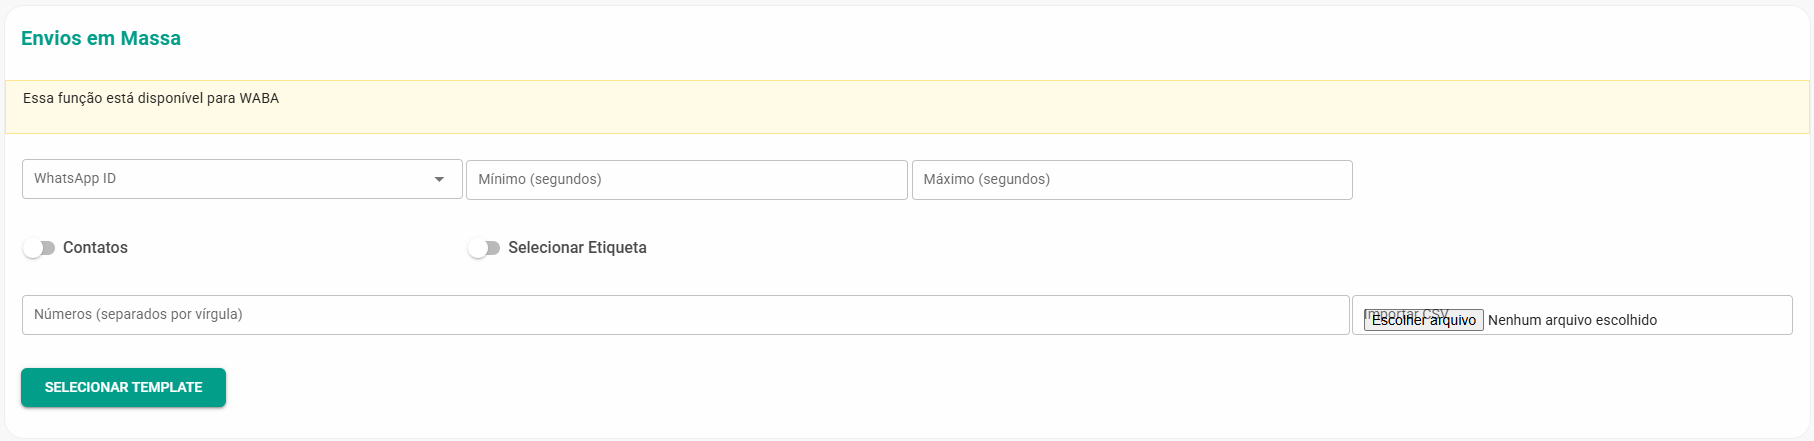 Envios em Massa
Essa função está disponível para WABA
WhatsApp ID
Mínimo (segundos)
Máximo (segundos)
Contatos
Selecionar Etiqueta
Números (separados por vírgula)
Importar CSV
Escolher arquivo Nenhum arquivo escolhido
SELECIONAR TEMPLATE